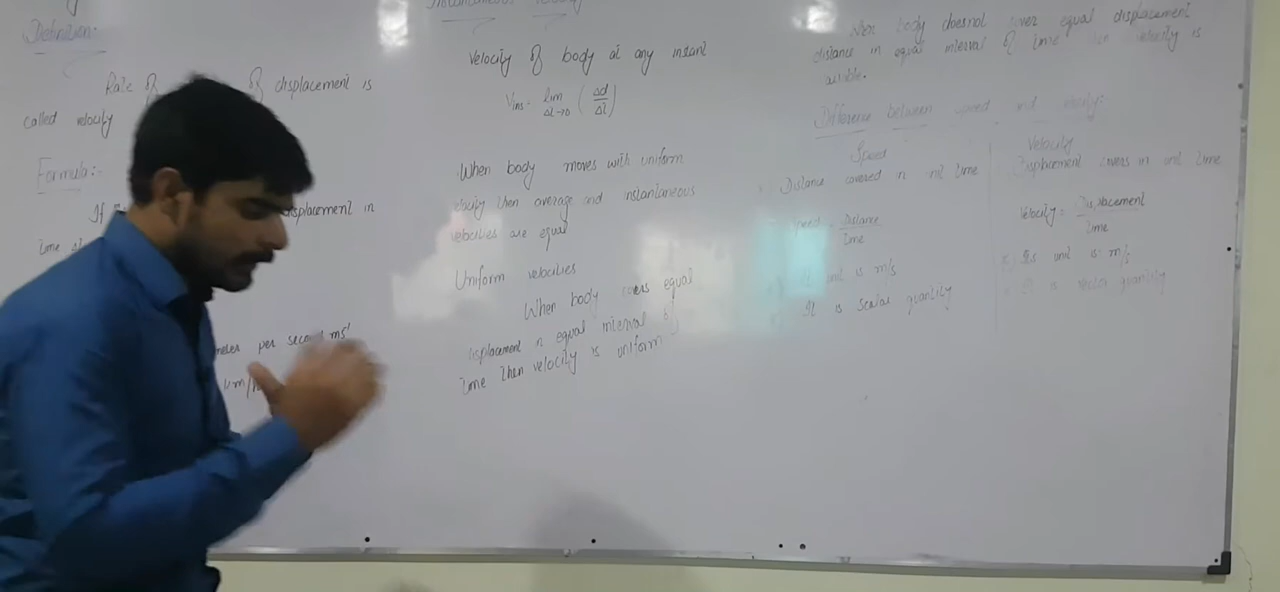 Definition:
Rate of of displacement is
called velocity
Formula:-
If displacement in
time
meter per second ms-1
km/h
Instantaneous velocity
Velocity of body at any instant
Vins = lim Δt→0 (Δd/Δt)
When body moves with uniform
velocity then average and instantaneous
velocities are equal
Uniform velocities
When body covers equal
displacement in equal interval of
time then velocity is uniform
When body doesnot cover equal displacement
distance in equal interval of time velocity is
Difference between speed and velocity:
Speed
Distance covered in unit time
Speed = Distance/time
unit is m/s
It is scalar quantity
Velocity
Displacement covers in unit time
Velocity = Displacement/time
Its unit is m/s
It is vector quantity